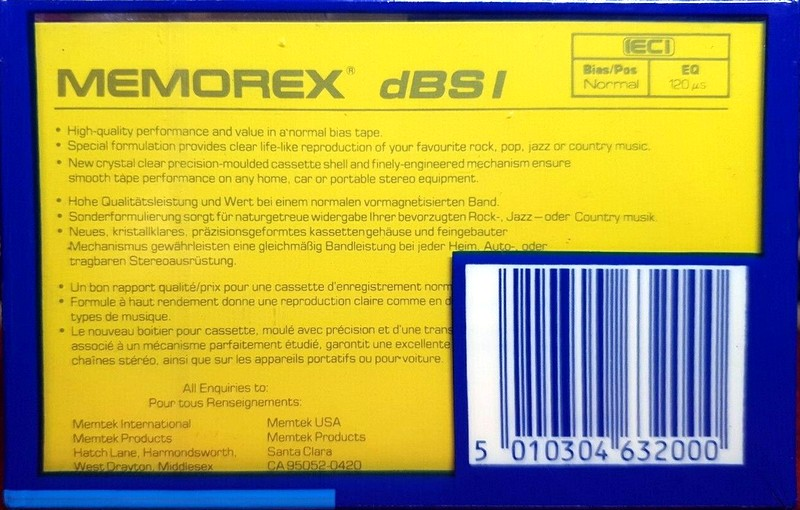 MEMOREX® dBS I
IEC I
Bias/Pos EQ
Normal 120 µs
• High-quality performance and value in a normal bias tape.
• Special formulation provides clear life-like reproduction of your favourite rock, pop, jazz or country music.
• New crystal clear precision-moulded cassette shell and finely-engineered mechanism ensure
smooth tape performance on any home, car or portable stereo equipment.
• Hohe Qualitätsleistung und Wert bei einem normalen vormagnetisierten Band.
• Sonderformulierung sorgt für naturgetreue widergabe Ihrer bevorzugten Rock-, Jazz – oder Country musik.
• Neues, kristallklares, präzisionsgeformtes kassettengehäuse und feingebauter
Mechanismus gewährleisten eine gleichmäßig Bandleistung bei jeder Heim, Auto-, oder
tragbaren Stereoausrüstung.
• Un bon rapport qualité/prix pour une cassette d'enregistrement norm
• Formule à haut rendement donne une reproduction claire comme en d
types de musique.
• Le nouveau boitier pour cassette, moulé avec précision et d'une trans
associé à un mécanisme parfaitement étudié, garantit une excellente
chaînes stéréo, ainsi que sur les appareils portatifs ou pour voiture.
All Enquiries to:
Pour tous Renseignements:
Memtek International
Memtek Products
Hatch Lane, Harmondsworth,
West Drayton, Middlesex
Memtek USA
Memtek Products
Santa Clara
CA 95052-0420
5 010304 632000